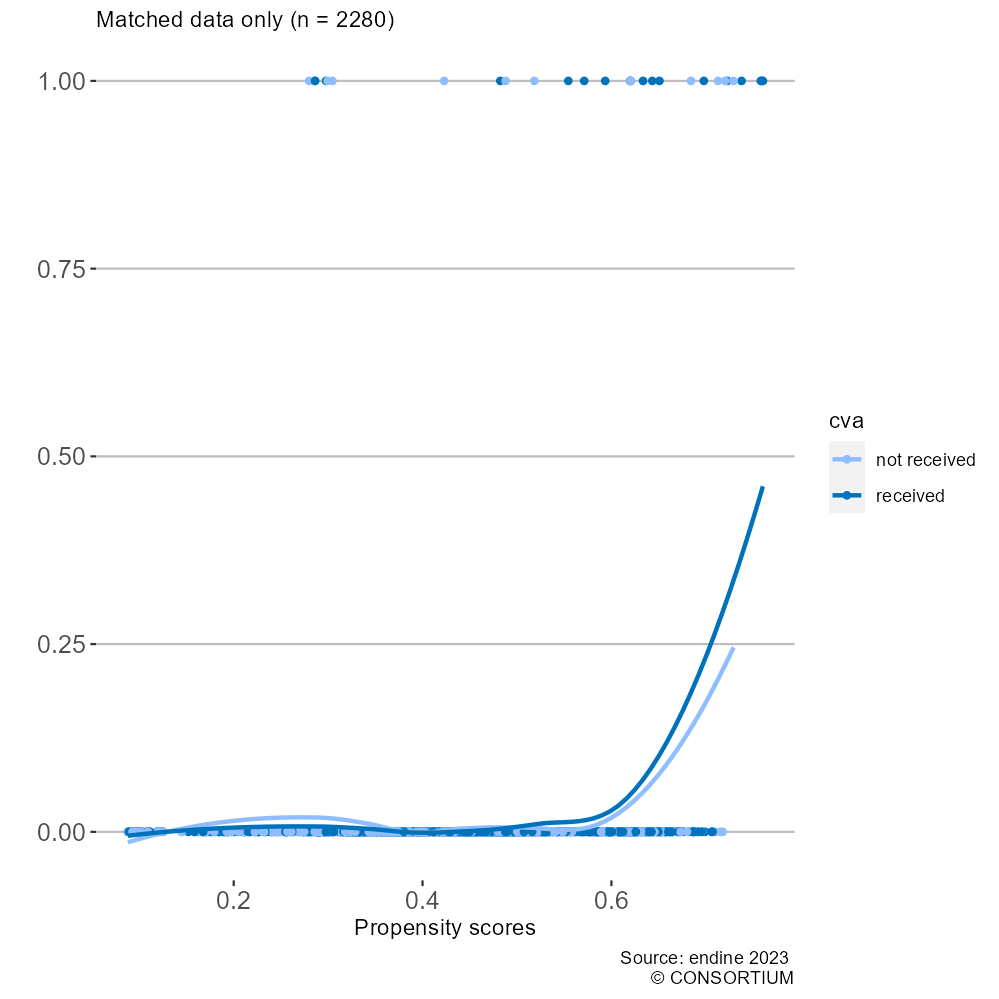 Matched data only (n = 2280)
1.00
0.75
0.50
0.25
0.00
0.2 0.4 0.6
Propensity scores
cva
not received
received
Source: endine 2023
© CONSORTIUM